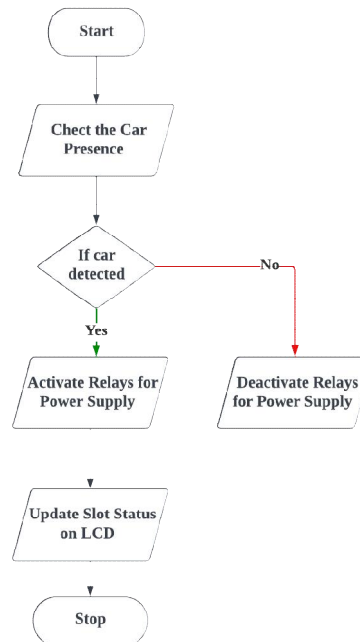 Start
Chect the Car
Presence
If car
detected
No
Yes
Activate Relays for
Power Supply
Deactivate Relays
for Power Supply
Update Slot Status
on LCD
Stop